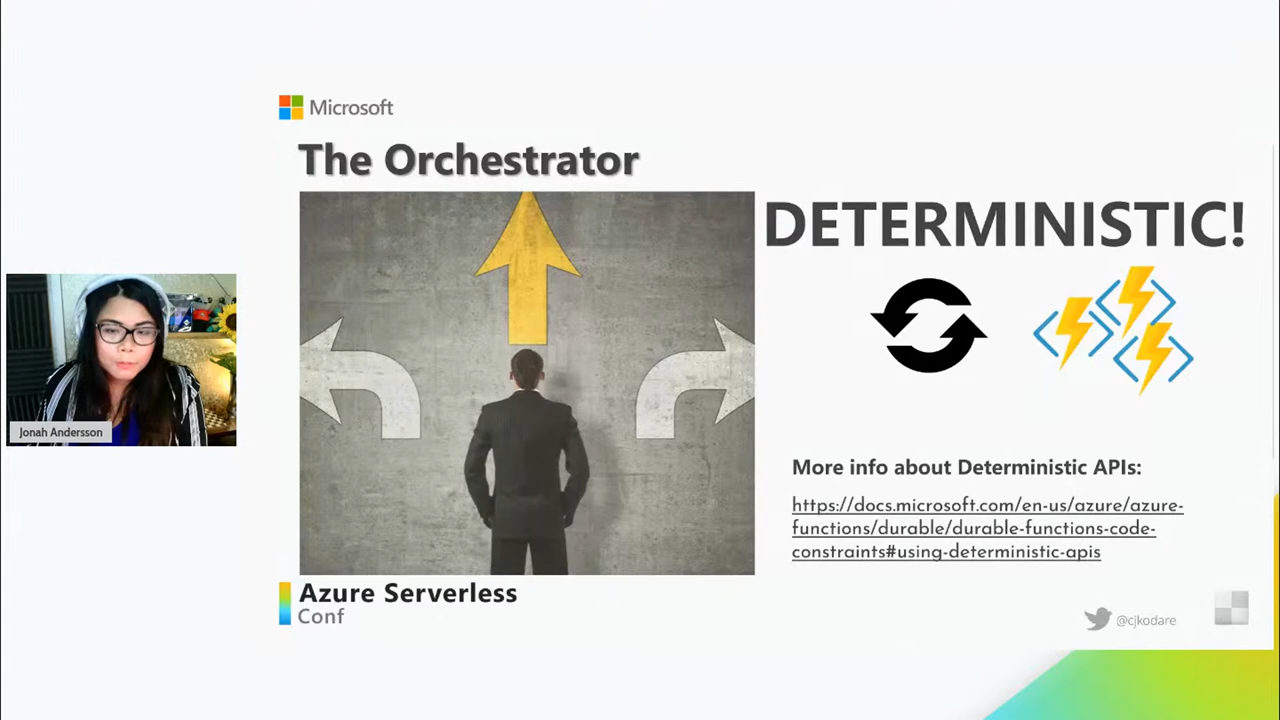 Microsoft
The Orchestrator
DETERMINISTIC!
Jonah Andersson
More info about Deterministic APIs:
https://docs.microsoft.com/en-us/azure/azure-
functions/durable/durable-functions-code-
constraints#using-deterministic-apis
Azure Serverless
Conf
@cjkodare